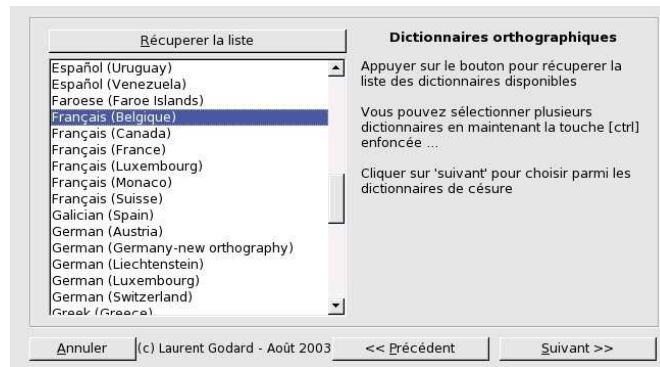 Récuperer la liste
Español (Uruguay)
Español (Venezuela)
Faroese (Faroe Islands)
Français (Belgique)
Français (Canada)
Français (France)
Français (Luxembourg)
Français (Monaco)
Français (Suisse)
Galician (Spain)
German (Austria)
German (Germany-new orthography)
German (Liechtenstein)
German (Luxembourg)
German (Switzerland)
Greek (Greece)
Dictionnaires orthographiques
Appuyer sur le bouton pour récuperer la
liste des dictionnaires disponibles
Vous pouvez sélectionner plusieurs
dictionnaires en maintenant la touche [ctrl]
enfoncée ...
Cliquer sur 'suivant' pour choisir parmi les
dictionnaires de césure
Annuler
(c) Laurent Godard - Août 2003
<< Précédent
Suivant >>